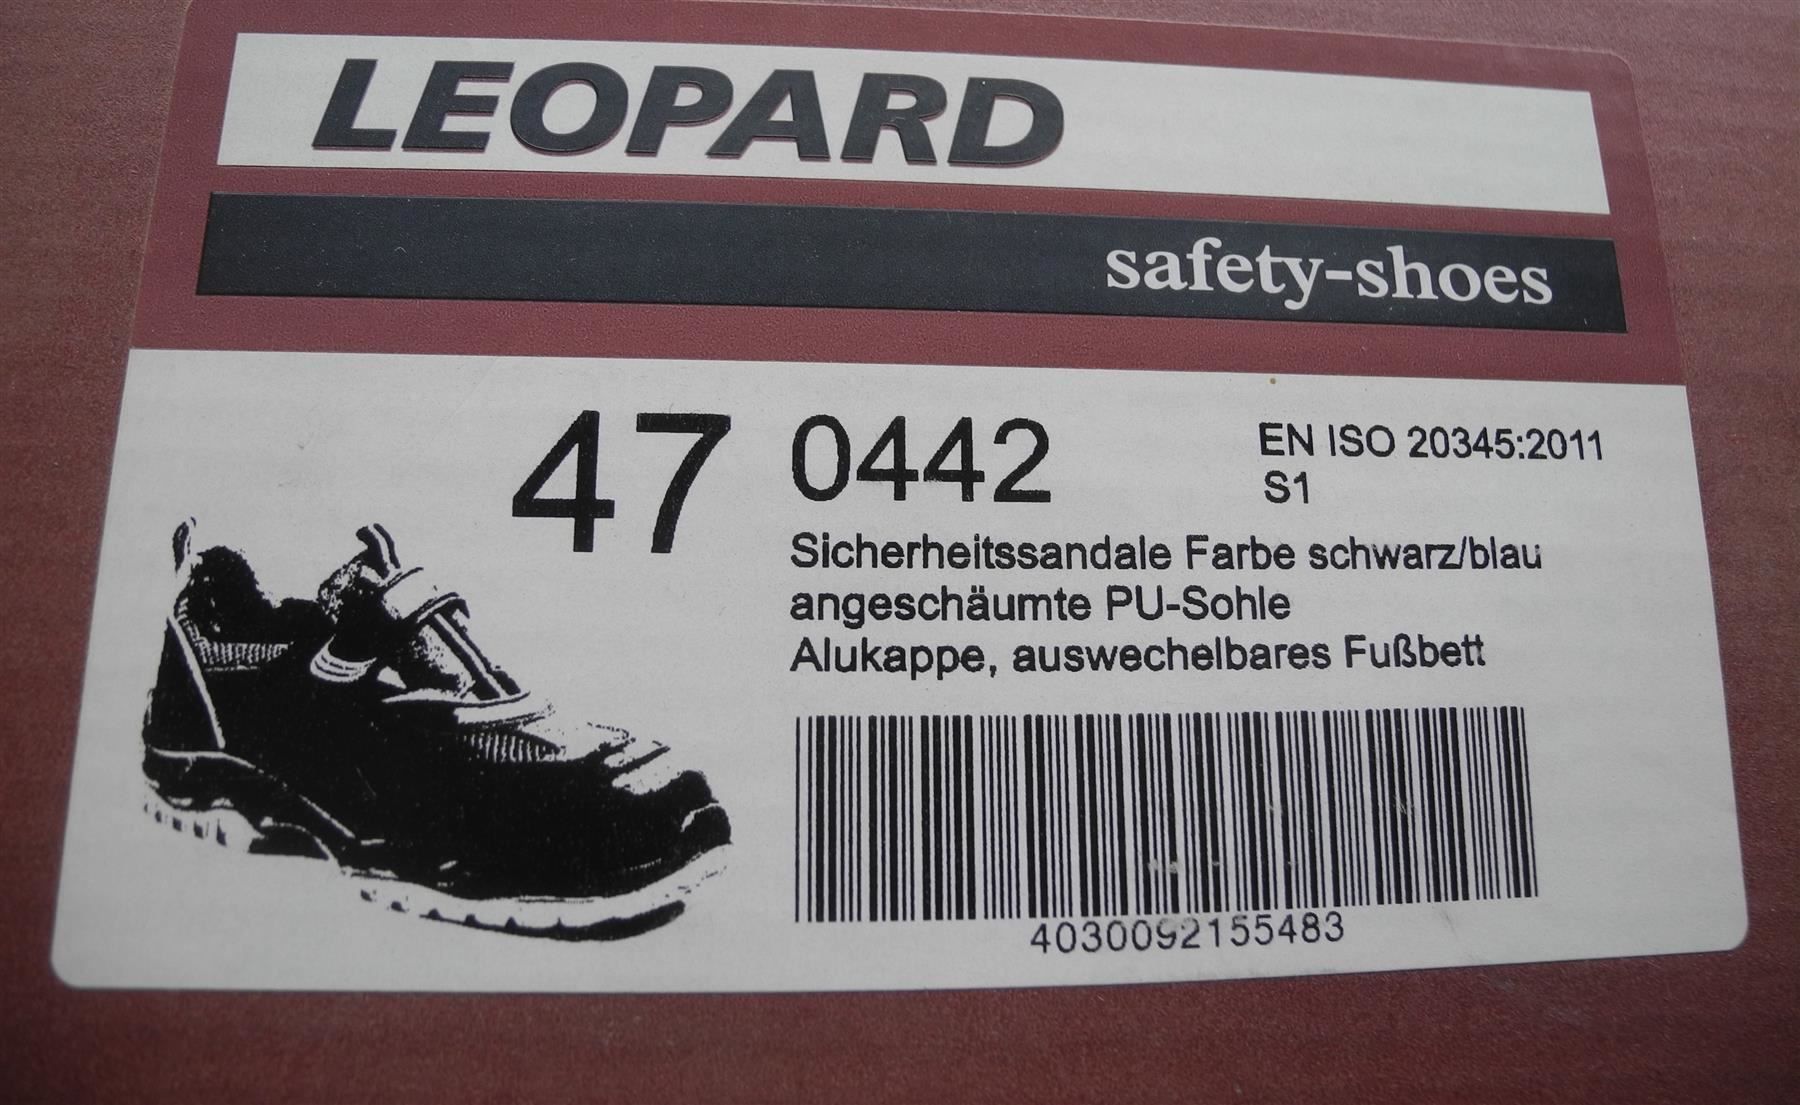 LEOPARD
safety-shoes
47 0442
EN ISO 20345:2011
S1
Sicherheitssandale Farbe schwarz/blau
angeschäumte PU-Sohle
Alukappe, auswechelbares Fußbett
4030092155483